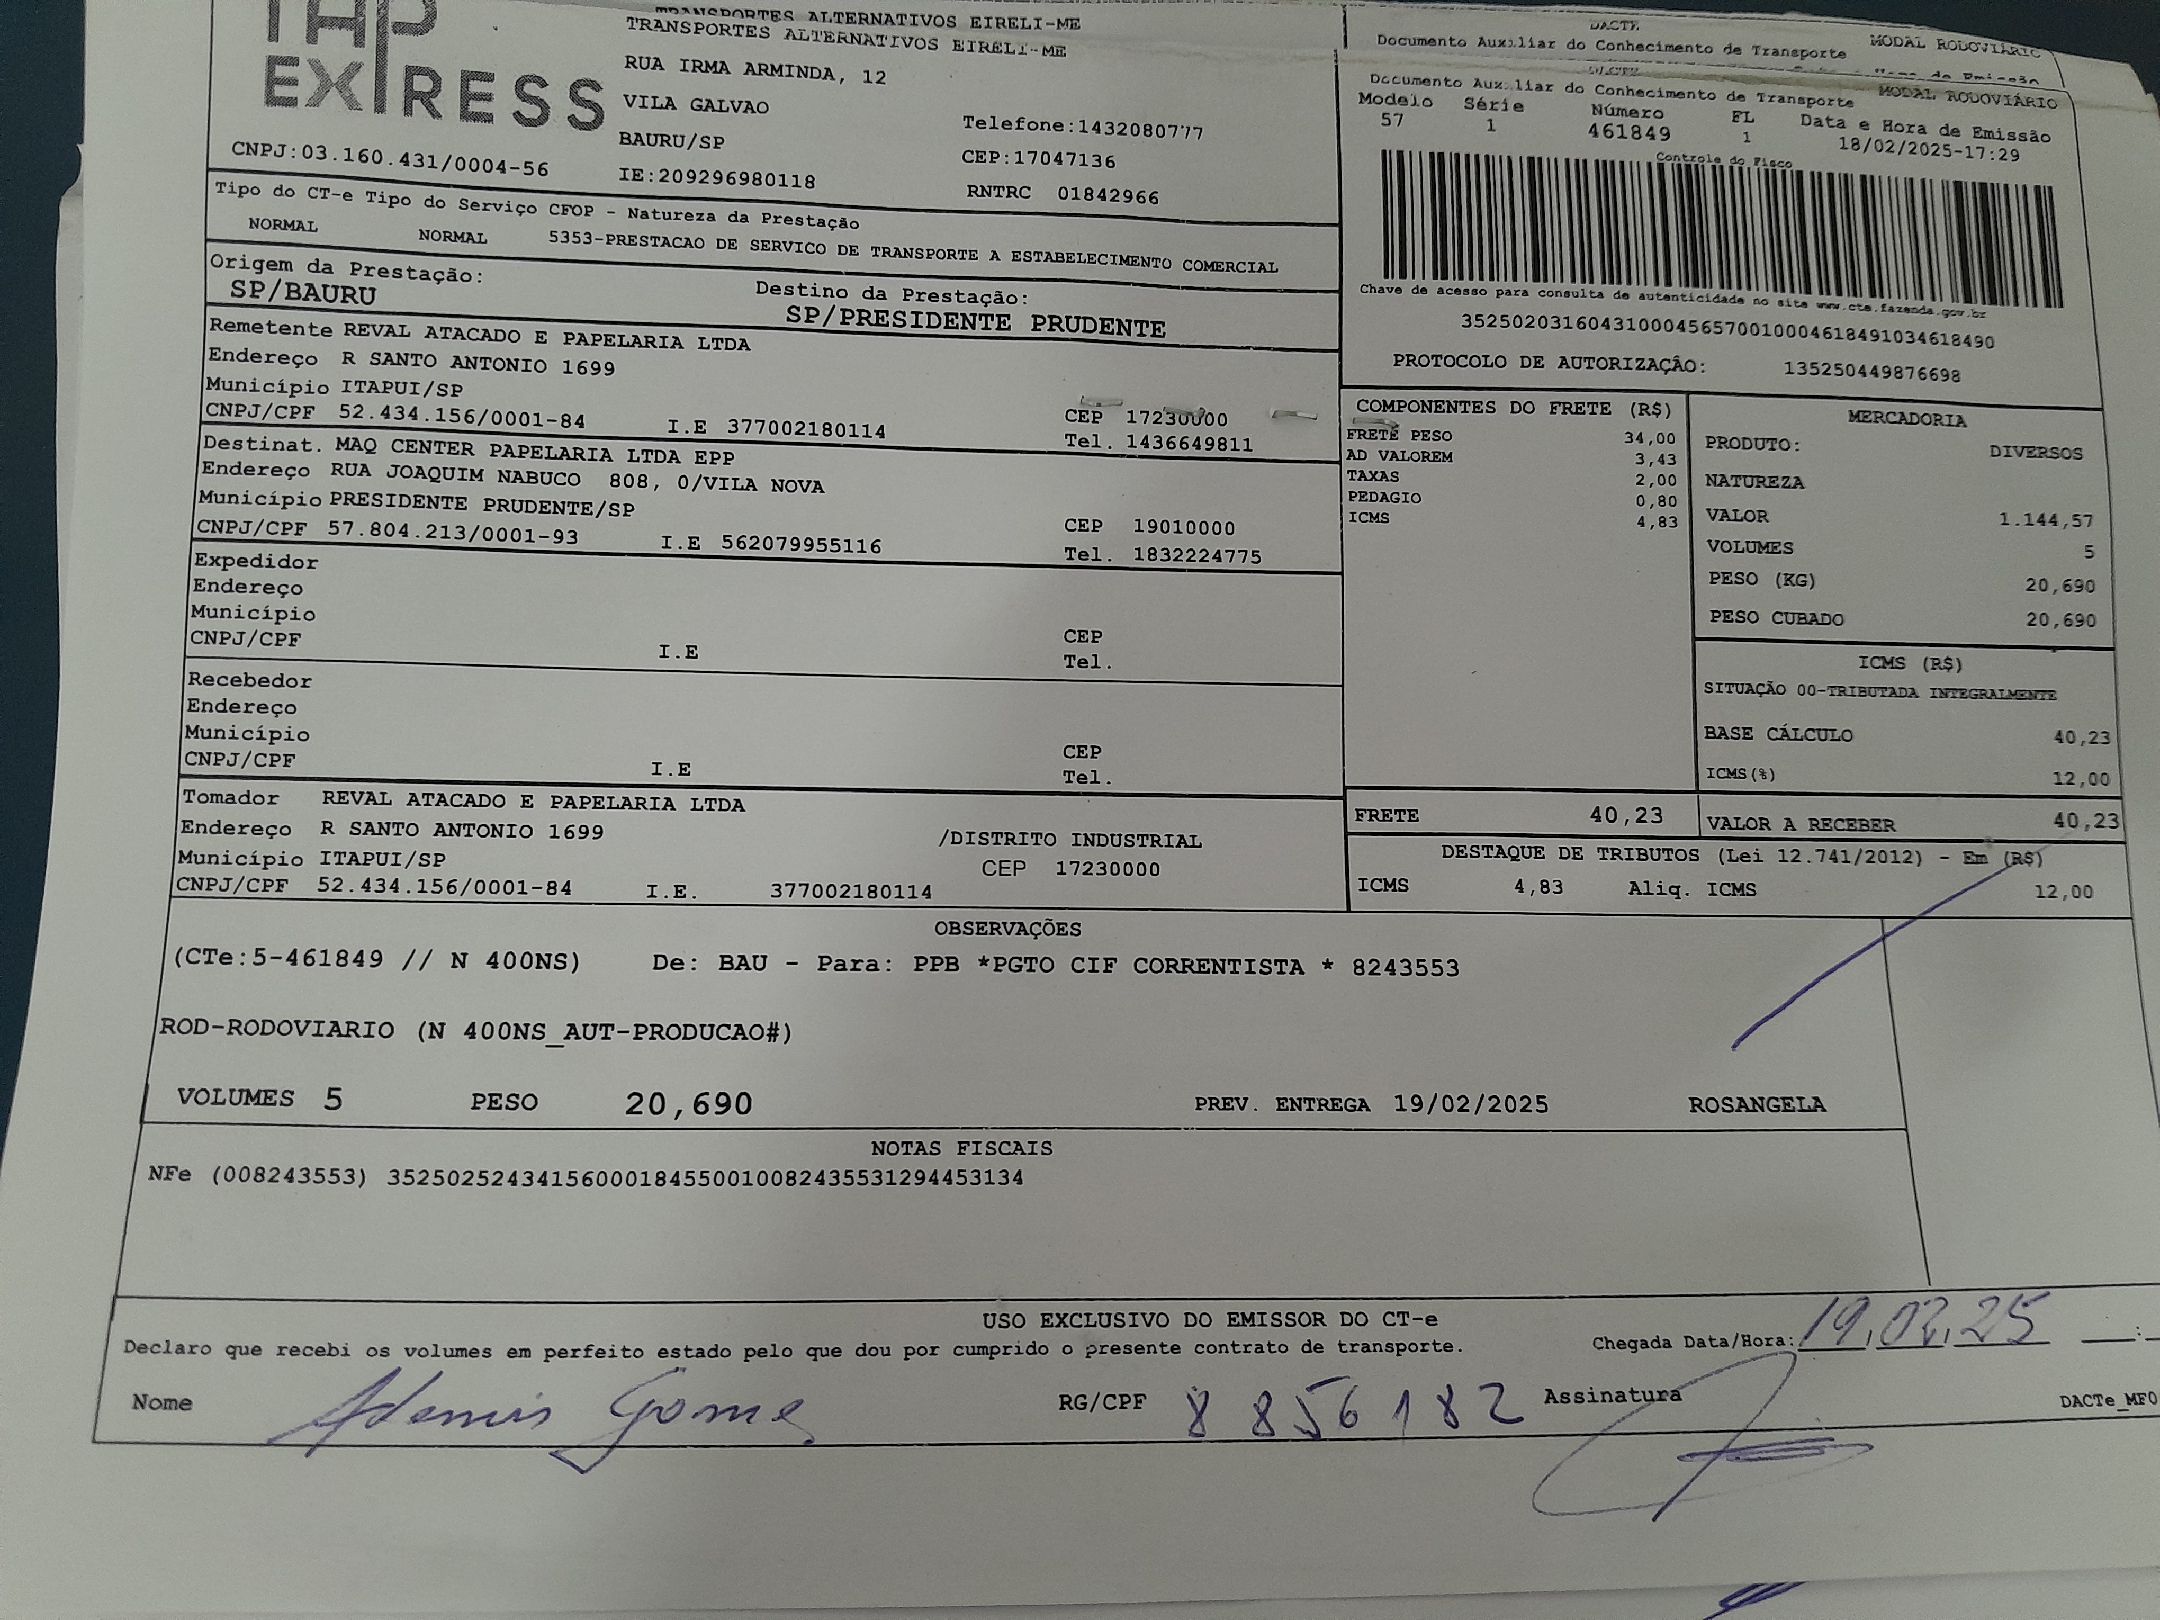 TAP
EXPRESS
CNPJ:03.160.431/0004-56
TRANSPORTES ALTERNATIVOS EIRELI-ME
TRANSPORTES ALTERNATIVOS EIRELI-ME
RUA IRMA ARMINDA, 12
VILA GALVAO
BAURU/SP
IE:209296980118
Telefone:1432080777
CEP:17047136
RNTRC 01842966
DACTE
Documento Auxiliar do Conhecimento de Transporte MODAL RODOVIÁRIO
DACTE
Documento Auxiliar do Conhecimento de Transporte MODAL RODOVIÁRIO
Modelo Série Número FL Data e Hora de Emissão
57 1 461849 1 18/02/2025-17:29
Controle do Fisco
Chave de acesso para consulta de autenticidade no site www.cte.fazenda.gov.br
35250203160431000456570010004618491034618490
PROTOCOLO DE AUTORIZAÇÃO: 135250449876698
Tipo do CT-e Tipo do Serviço CFOP - Natureza da Prestação
NORMAL NORMAL 5353-PRESTACAO DE SERVICO DE TRANSPORTE A ESTABELECIMENTO COMERCIAL
Origem da Prestação: Destino da Prestação:
SP/BAURU SP/PRESIDENTE PRUDENTE
Remetente REVAL ATACADO E PAPELARIA LTDA
Endereço R SANTO ANTONIO 1699
Município ITAPUI/SP CEP 17230000
CNPJ/CPF 52.434.156/0001-84 I.E 377002180114 Tel. 1436649811
Destinat. MAQ CENTER PAPELARIA LTDA EPP
Endereço RUA JOAQUIM NABUCO 808, 0/VILA NOVA
Município PRESIDENTE PRUDENTE/SP CEP 19010000
CNPJ/CPF 57.804.213/0001-93 I.E 562079955116 Tel. 1832224775
Expedidor
Endereço
Município CEP
CNPJ/CPF I.E Tel.
Recebedor
Endereço
Município CEP
CNPJ/CPF I.E Tel.
Tomador REVAL ATACADO E PAPELARIA LTDA
Endereço R SANTO ANTONIO 1699 /DISTRITO INDUSTRIAL
Município ITAPUI/SP CEP 17230000
CNPJ/CPF 52.434.156/0001-84 I.E. 377002180114
COMPONENTES DO FRETE (R$)
FRETE PESO 34,00
AD VALOREM 3,43
TAXAS 2,00
PEDAGIO 0,80
ICMS 4,83
MERCADORIA
PRODUTO: DIVERSOS
NATUREZA
VALOR 1.144,57
VOLUMES 5
PESO (KG) 20,690
PESO CUBADO 20,690
ICMS (R$)
SITUAÇÃO 00-TRIBUTADA INTEGRALMENTE
BASE CÁLCULO 40,23
ICMS(%) 12,00
FRETE 40,23 VALOR A RECEBER 40,23
DESTAQUE DE TRIBUTOS (Lei 12.741/2012) - Em (R$)
ICMS 4,83 Aliq. ICMS 12,00
OBSERVAÇÕES
(CTe:5-461849 // N 400NS) De: BAU - Para: PPB *PGTO CIF CORRENTISTA * 8243553
ROD-RODOVIARIO (N 400NS_AUT-PRODUCAO#)
VOLUMES 5 PESO 20,690 PREV. ENTREGA 19/02/2025 ROSANGELA
NOTAS FISCAIS
NFe (008243553) 35250252434156000184550010082435531294453134
USO EXCLUSIVO DO EMISSOR DO CT-e
Declaro que recebi os volumes em perfeito estado pelo que dou por cumprido o presente contrato de transporte. Chegada Data/Hora: 19.02.25 __:
Nome Ademis Gomes RG/CPF 8856182 Assinatura
DACTe_MF0